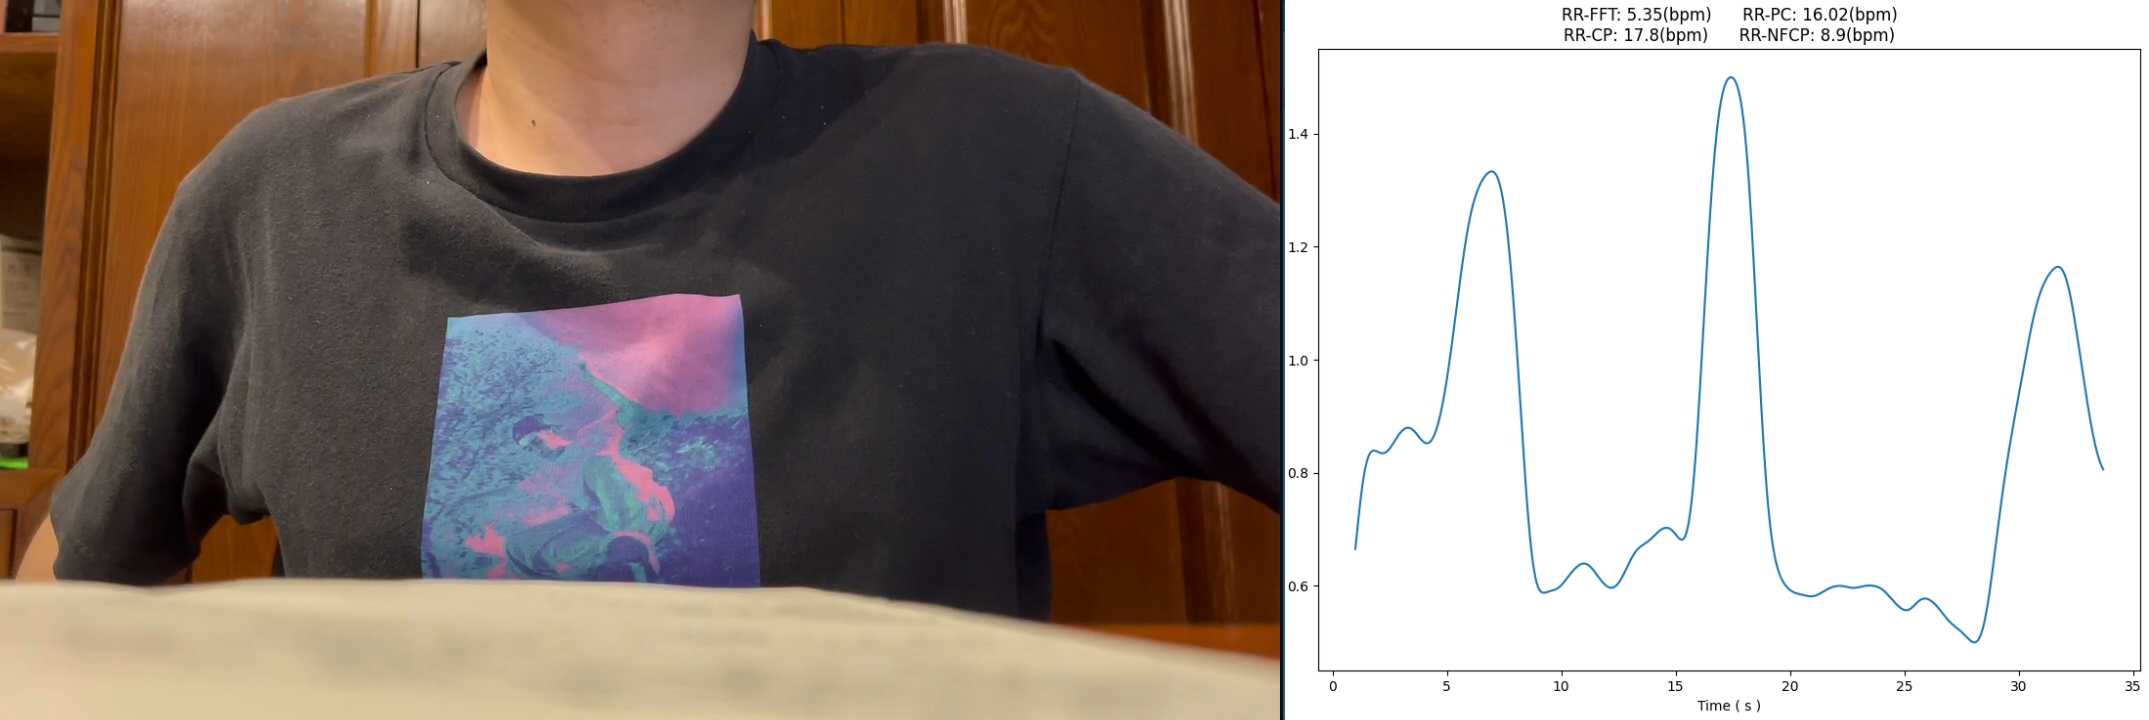 RR-FFT: 5.35(bpm) RR-PC: 16.02(bpm)
RR-CP: 17.8(bpm) RR-NFCP: 8.9(bpm)
1.4
1.2
1.0
0.8
0.6
0 5 10 15 20 25 30 35
Time ( s )